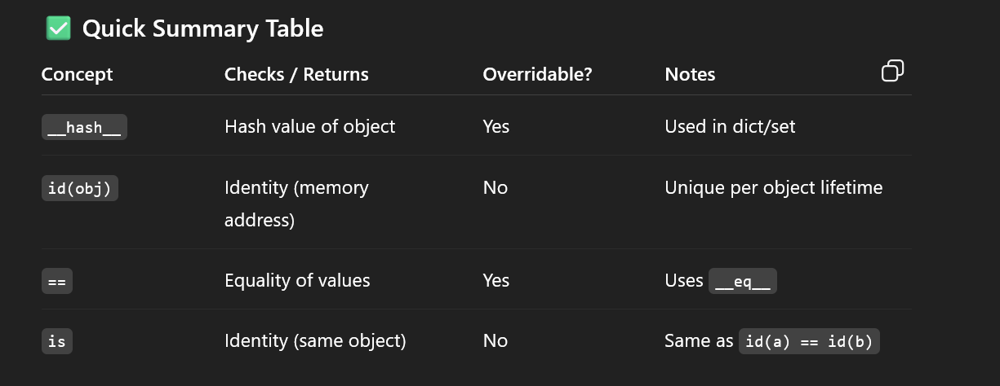 ✅ Quick Summary Table
Concept Checks / Returns Overridable? Notes
__hash__ Hash value of object Yes Used in dict/set
id(obj) Identity (memory address) No Unique per object lifetime
== Equality of values Yes Uses __eq__
is Identity (same object) No Same as id(a) == id(b)